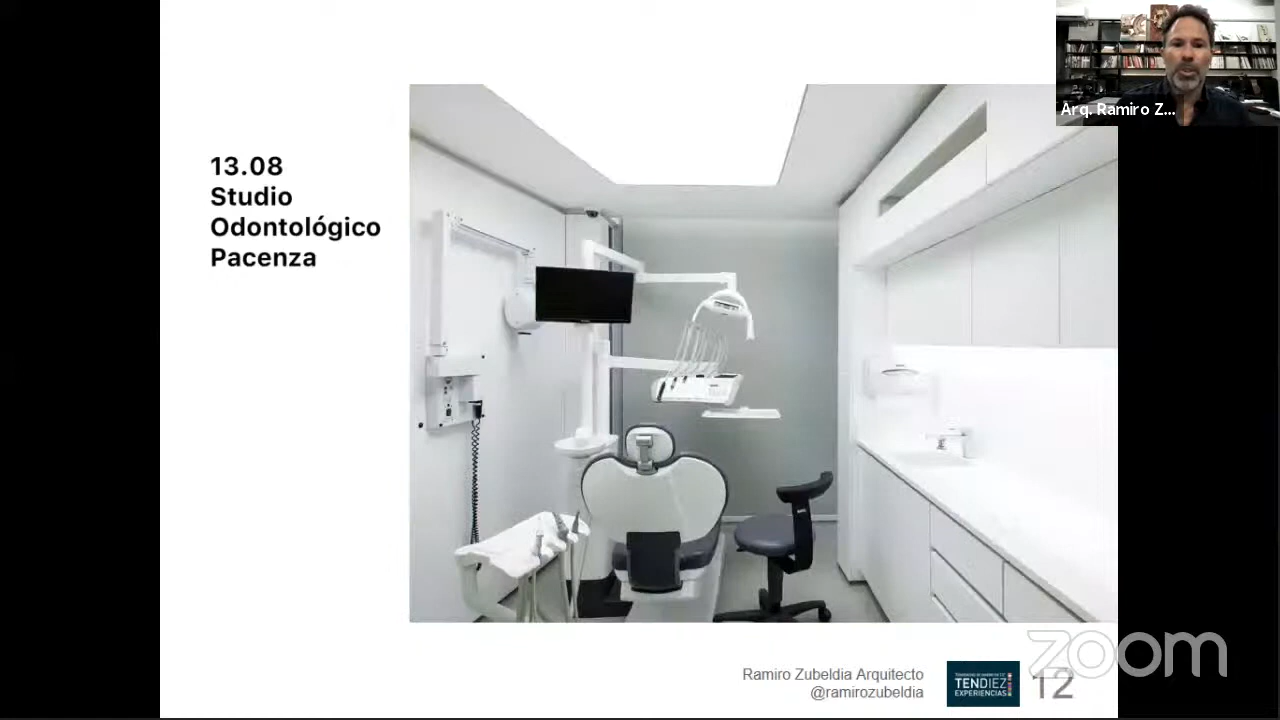 Arq. Ramiro Z...
13.08
Studio
Odontológico
Pacenza
Ramiro Zubeldia Arquitecto
@ramirozubeldia
TENDIEZ
EXPERIENCIAS
12
zoom